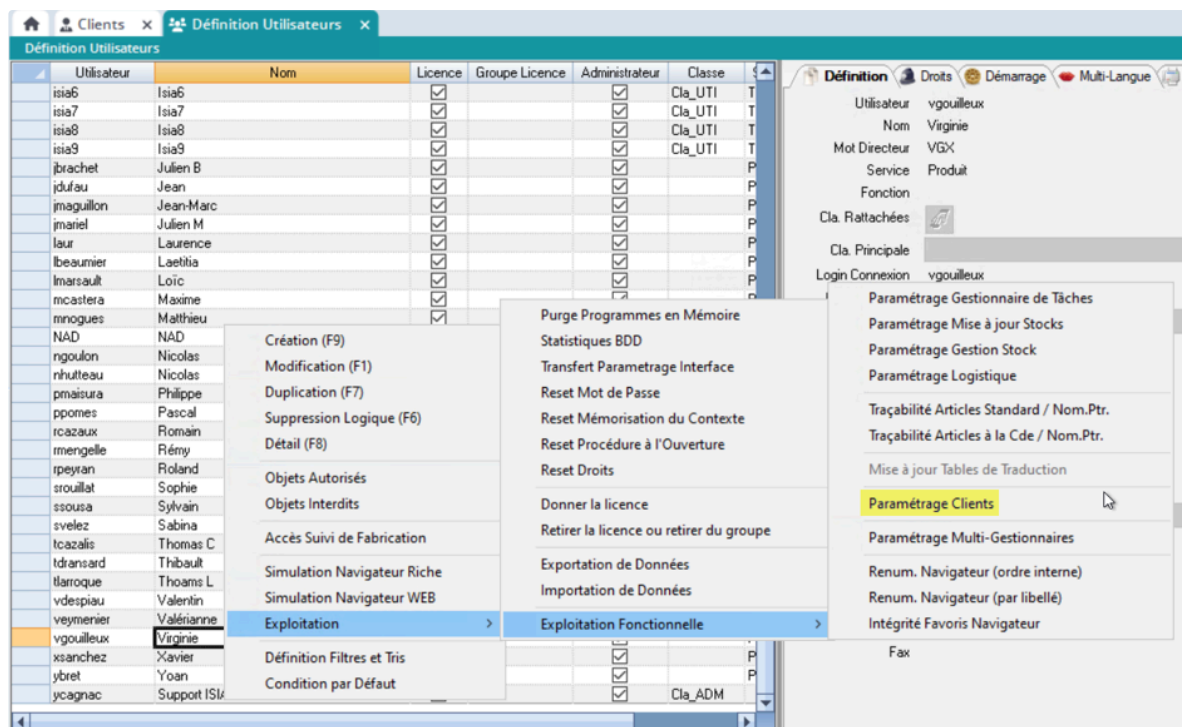 Clients x Définition Utilisateurs x
Définition Utilisateurs
Utilisateur Nom Licence Groupe Licence Administrateur Classe
isia6 Isia6 Cla_UTI T
isia7 Isia7 Cla_UTI T
isia8 Isia8 Cla_UTI T
isia9 Isia9 Cla_UTI T
jbrachet Julien B P
jdufau Jean P
jmaguillon Jean-Marc P
jmariel Julien M P
laur Laurence P
lbeaumier Laetitia P
lmarsault Loïc P
mcastera Maxime
mnogues Matthieu
NAD NAD
ngoulon Nicolas
nhutteau Nicolas
pmaisura Philippe
ppomes Pascal
rcazaux Romain
rmengelle Rémy
rpeyran Roland
srouillat Sophie
ssousa Sylvain
svelez Sabina
tcazalis Thomas C
tdransard Thibault
tlarroque Thoams L
vdespiau Valentin
veymenier Valérianne
vgouilleux Virginie
xsanchez Xavier P
ybret Yoan P
ycagnac Support ISIA Cla_ADM
Définition Droits Démarrage Multi-Langue
Utilisateur vgouilleux
Nom Virginie
Mot Directeur VGX
Service Produit
Fonction
Cla. Rattachées
Cla. Principale
Login Connexion vgouilleux
Fax
Création (F9)
Modification (F1)
Duplication (F7)
Suppression Logique (F6)
Détail (F8)
Objets Autorisés
Objets Interdits
Accès Suivi de Fabrication
Simulation Navigateur Riche
Simulation Navigateur WEB
Exploitation >
Définition Filtres et Tris
Condition par Défaut
Purge Programmes en Mémoire
Statistiques BDD
Transfert Parametrage Interface
Reset Mot de Passe
Reset Mémorisation du Contexte
Reset Procédure à l'Ouverture
Reset Droits
Donner la licence
Retirer la licence ou retirer du groupe
Exportation de Données
Importation de Données
Exploitation Fonctionnelle >
Paramétrage Gestionnaire de Tâches
Paramétrage Mise à jour Stocks
Paramétrage Gestion Stock
Paramétrage Logistique
Traçabilité Articles Standard / Nom.Ptr.
Traçabilité Articles à la Cde / Nom.Ptr.
Mise à jour Tables de Traduction
Paramétrage Clients
Paramétrage Multi-Gestionnaires
Renum. Navigateur (ordre interne)
Renum. Navigateur (par libellé)
Intégrité Favoris Navigateur